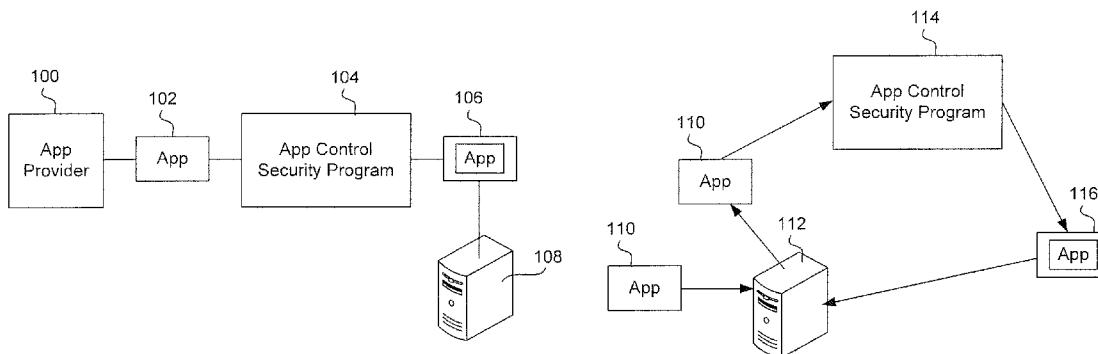 100
App
Provider
102
App
104
App Control
Security Program
106
App
108
110
App
110
App
112
114
App Control
Security Program
116
App